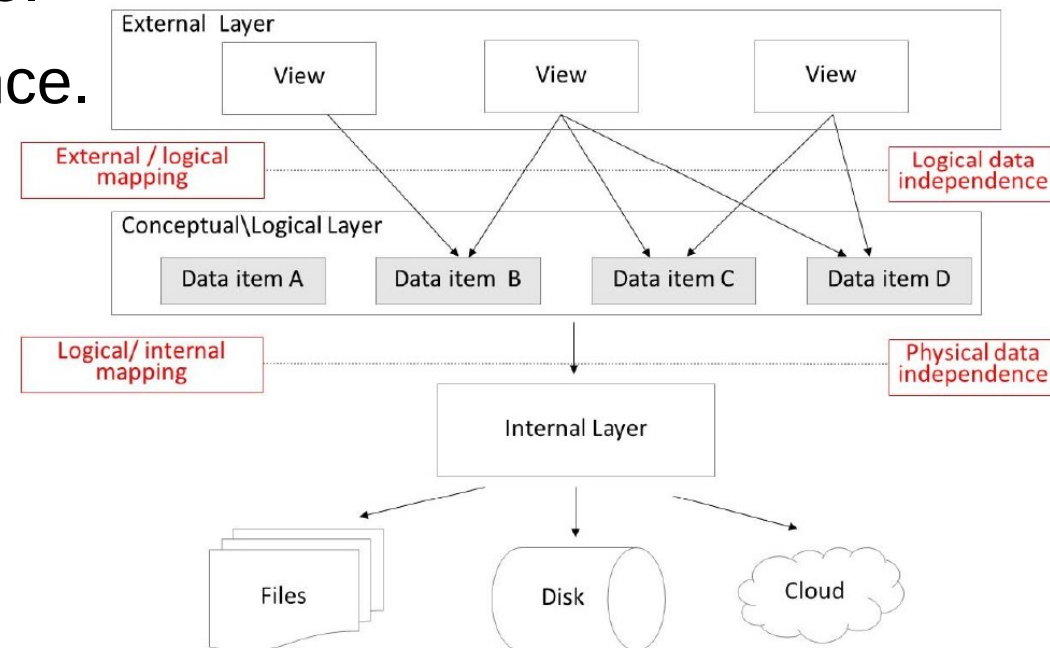 nce.
External Layer
View
View
View
External / logical
mapping
Logical data
independence
Conceptual\Logical Layer
Data item A
Data item B
Data item C
Data item D
Logical/ internal
mapping
Physical data
independence
Internal Layer
Files
Disk
Cloud